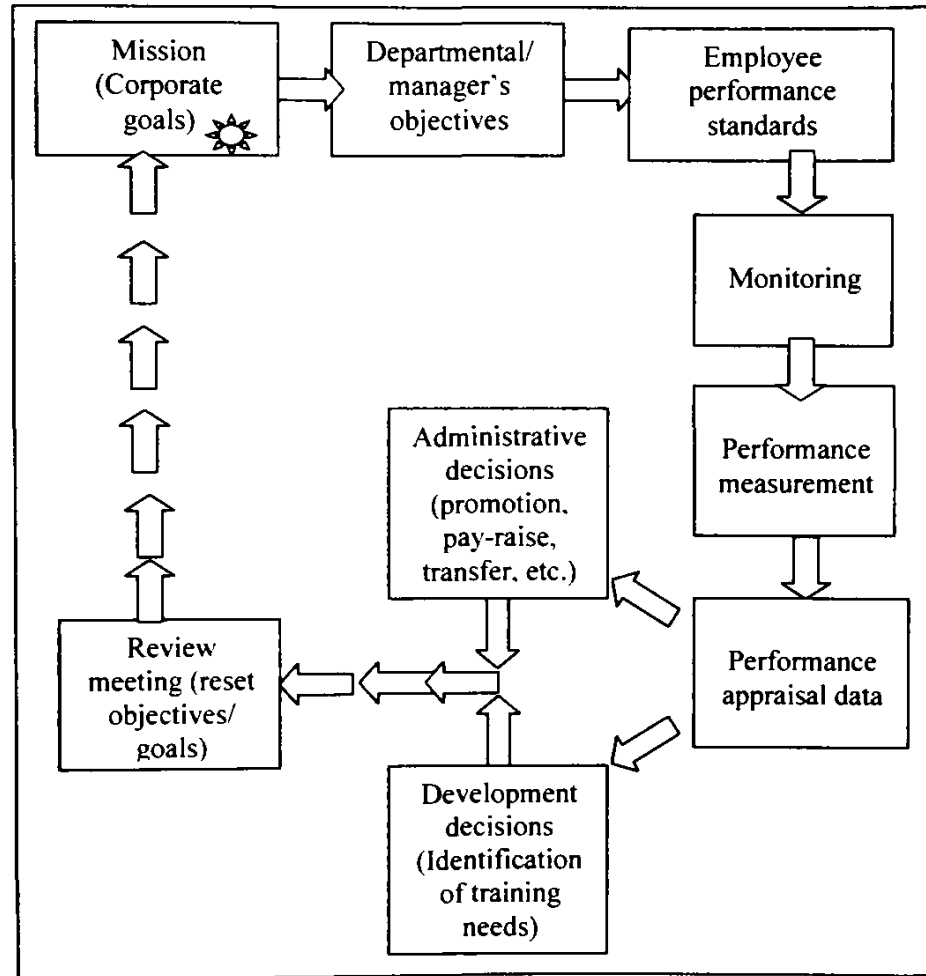 Mission
(Corporate
goals)
Departmental/
manager's
objectives
Employee
performance
standards
Monitoring
Performance
measurement
Performance
appraisal data
Administrative
decisions
(promotion,
pay-raise,
transfer, etc.)
Development
decisions
(Identification
of training
needs)
Review
meeting (reset
objectives/
goals)